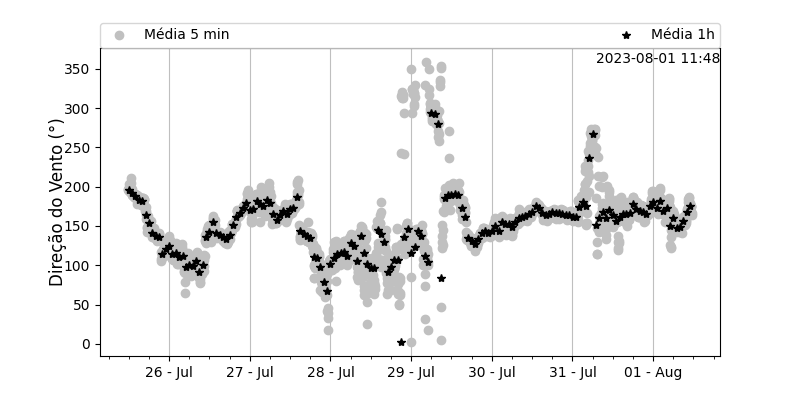 Média 5 min
Média 1h
2023-08-01 11:48
Direção do Vento (°)
350
300
250
200
150
100
50
0
26 - Jul
27 - Jul
28 - Jul
29 - Jul
30 - Jul
31 - Jul
01 - Aug